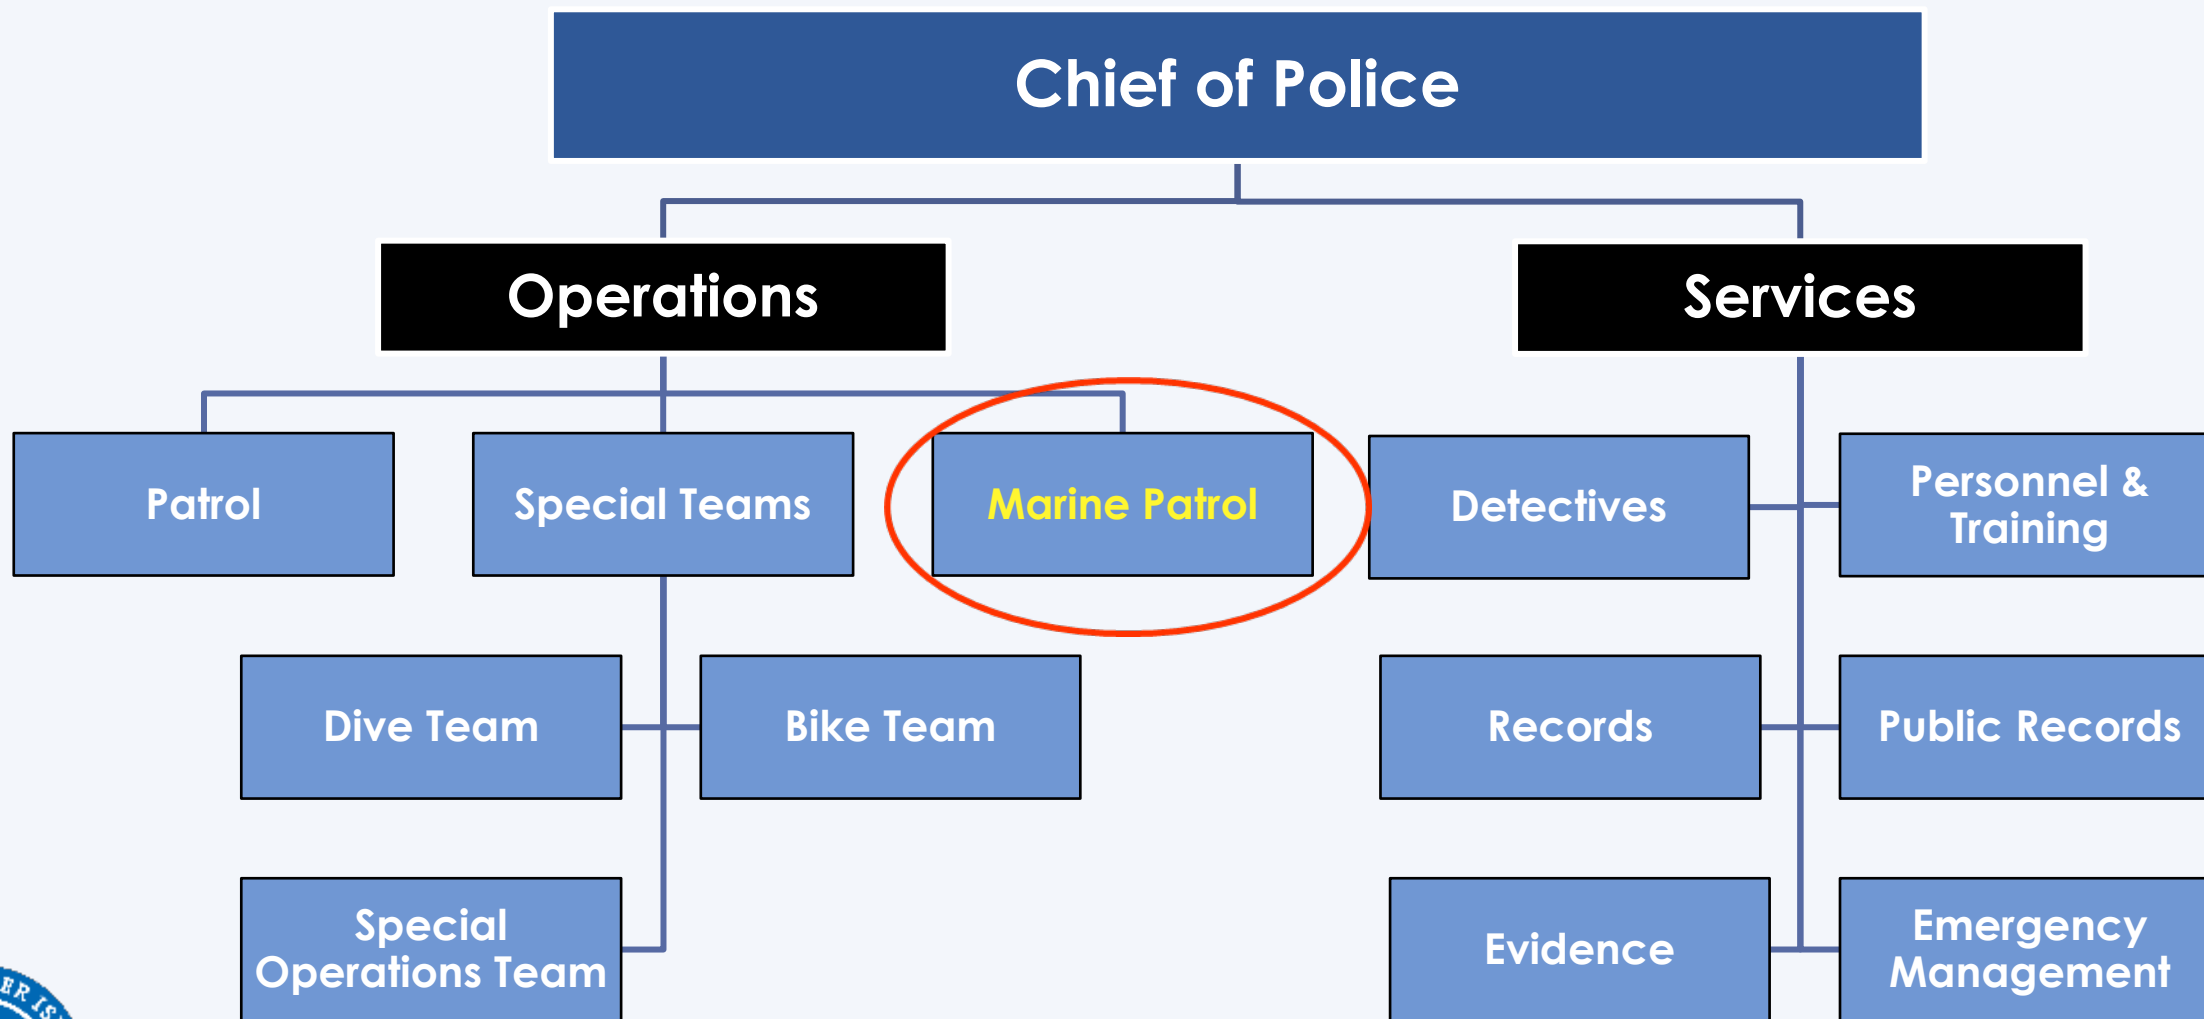 Chief of Police
Operations
Services
Patrol
Special Teams
Marine Patrol
Detectives
Personnel &
Training
Dive Team
Bike Team
Records
Public Records
Special
Operations Team
Evidence
Emergency
Management